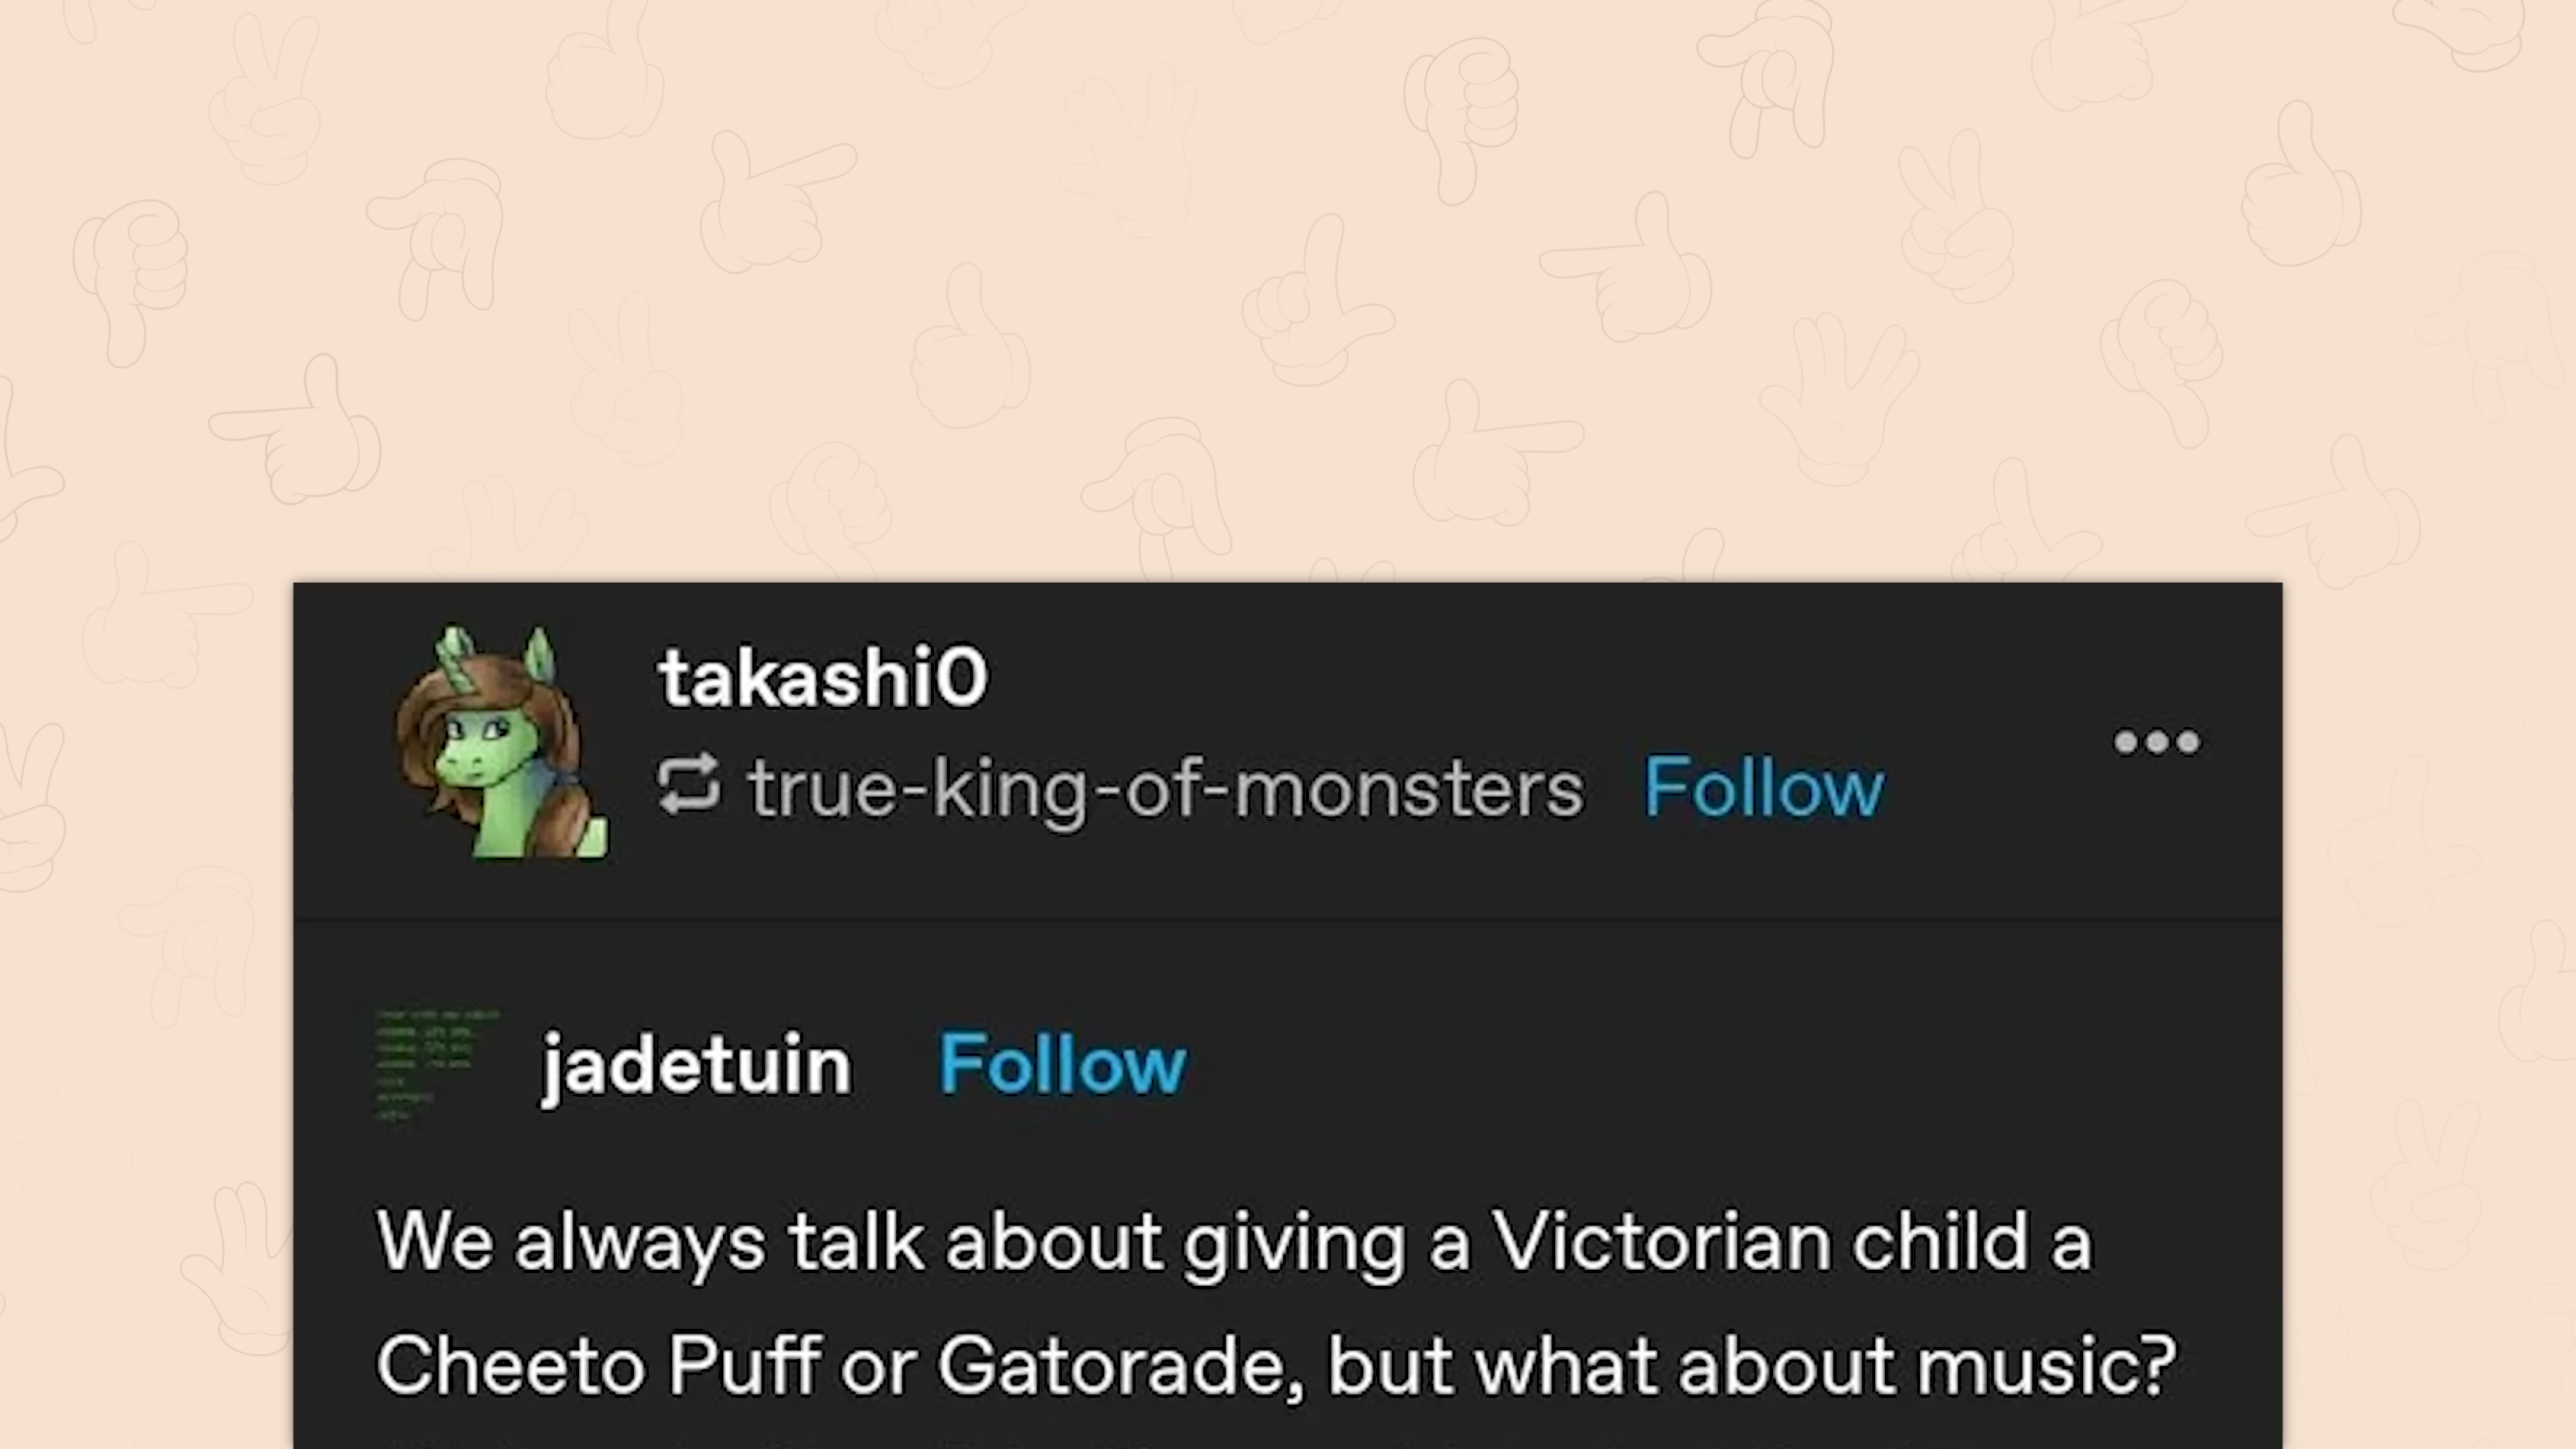 takashi0
true-king-of-monsters Follow
jadetuin Follow
We always talk about giving a Victorian child a
Cheeto Puff or Gatorade, but what about music?